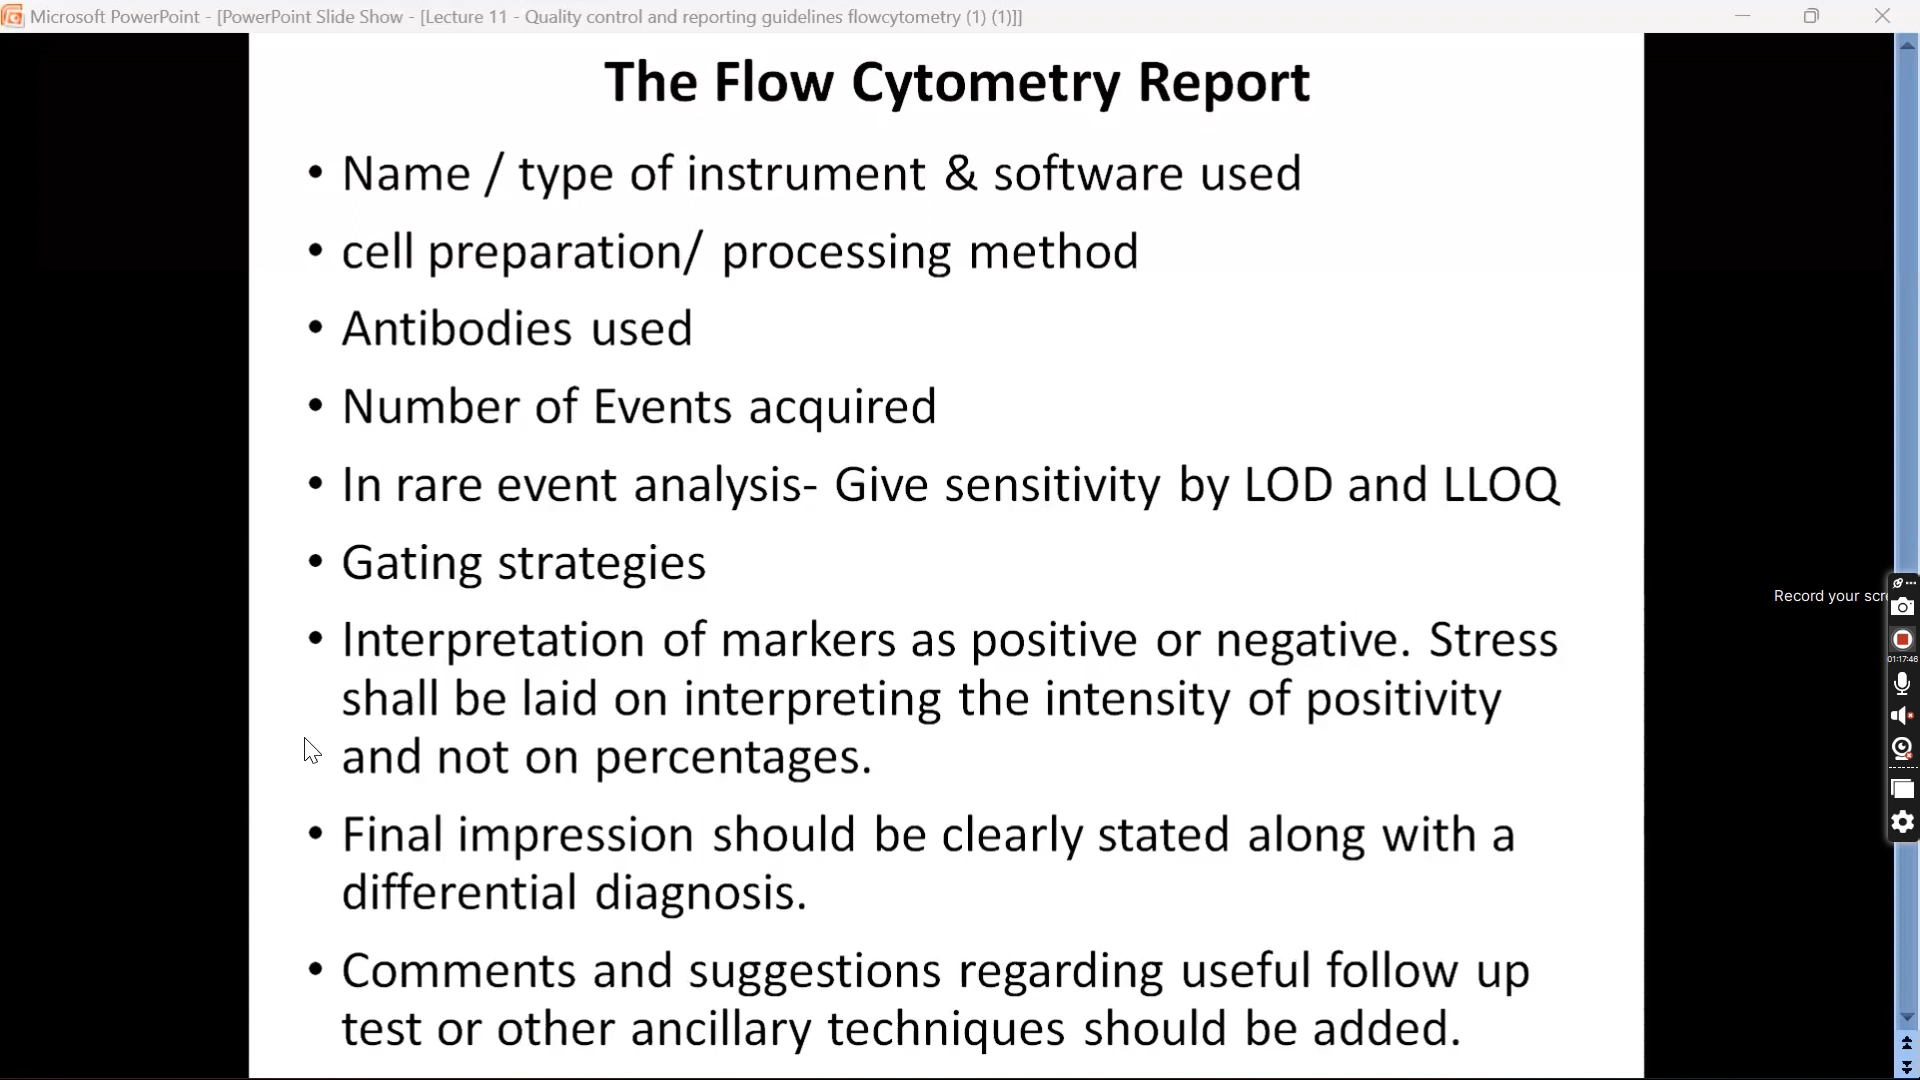 Microsoft PowerPoint - [PowerPoint Slide Show - [Lecture 11 - Quality control and reporting guidelines flowcytometry (1) (1)]]
The Flow Cytometry Report
• Name / type of instrument & software used
• cell preparation/ processing method
• Antibodies used
• Number of Events acquired
• In rare event analysis- Give sensitivity by LOD and LLOQ
• Gating strategies
• Interpretation of markers as positive or negative. Stress
shall be laid on interpreting the intensity of positivity
and not on percentages.
• Final impression should be clearly stated along with a
differential diagnosis.
• Comments and suggestions regarding useful follow up
test or other ancillary techniques should be added.
Record your scre
01:17:46